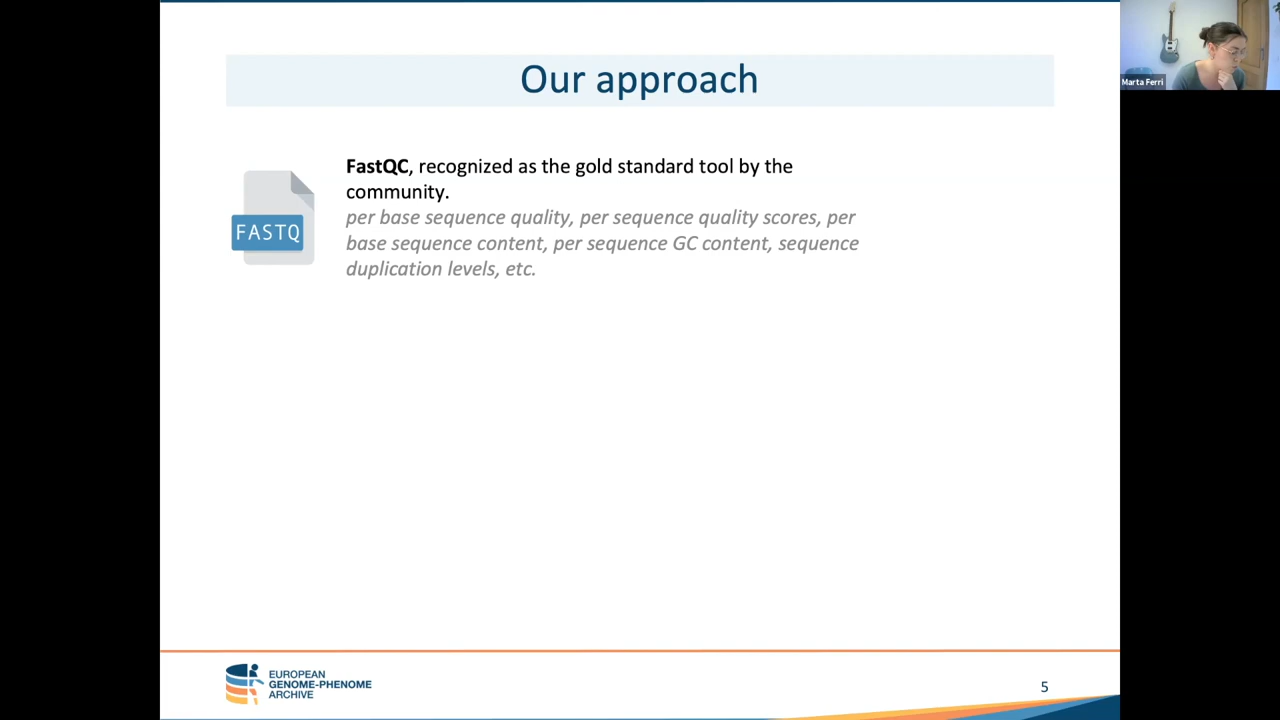 Our approach
Marta Ferri
FastQC, recognized as the gold standard tool by the
community.
per base sequence quality, per sequence quality scores, per
base sequence content, per sequence GC content, sequence
duplication levels, etc.
FASTQ
EUROPEAN
GENOME-PHENOME
ARCHIVE
5